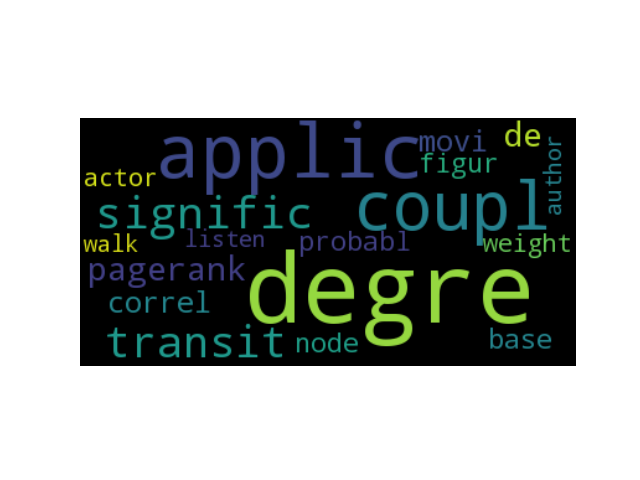 applic
movi
de
figur
author
actor
signific
coupl
walk
listen
probabl
weight
pagerank
degre
correl
transit
node
base